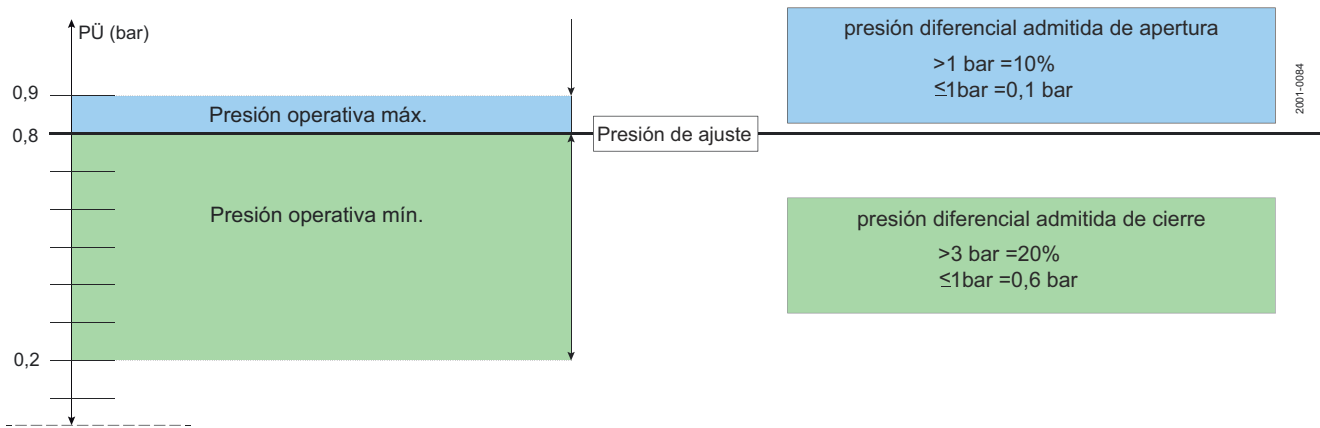 PÜ (bar)
0,9
0,8
0,2
Presión operativa máx.
Presión operativa mín.
Presión de ajuste
presión diferencial admitida de apertura
>1 bar =10%
≤1bar =0,1 bar
presión diferencial admitida de cierre
>3 bar =20%
≤1bar =0,6 bar
2001-0084